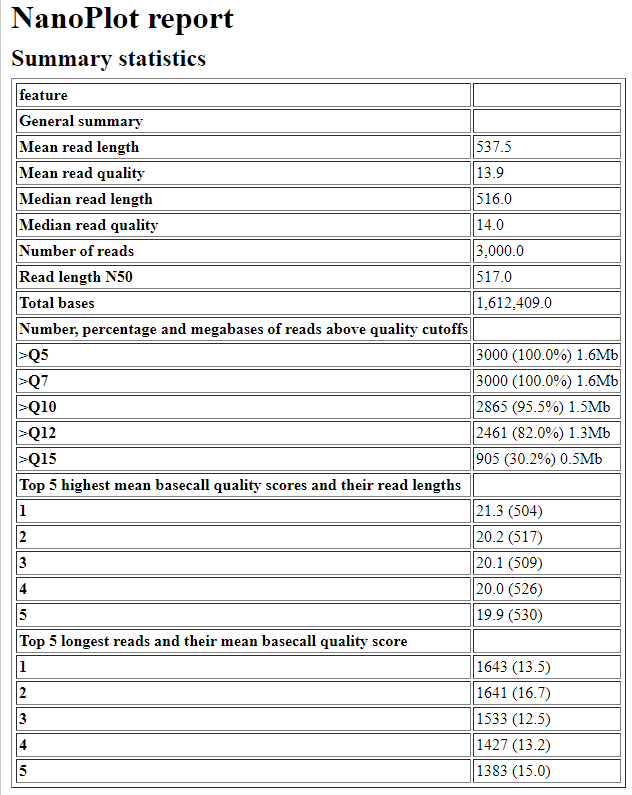 NanoPlot report
Summary statistics
feature
General summary
Mean read length 537.5
Mean read quality 13.9
Median read length 516.0
Median read quality 14.0
Number of reads 3,000.0
Read length N50 517.0
Total bases 1,612,409.0
Number, percentage and megabases of reads above quality cutoffs
>Q5 3000 (100.0%) 1.6Mb
>Q7 3000 (100.0%) 1.6Mb
>Q10 2865 (95.5%) 1.5Mb
>Q12 2461 (82.0%) 1.3Mb
>Q15 905 (30.2%) 0.5Mb
Top 5 highest mean basecall quality scores and their read lengths
1 21.3 (504)
2 20.2 (517)
3 20.1 (509)
4 20.0 (526)
5 19.9 (530)
Top 5 longest reads and their mean basecall quality score
1 1643 (13.5)
2 1641 (16.7)
3 1533 (12.5)
4 1427 (13.2)
5 1383 (15.0)